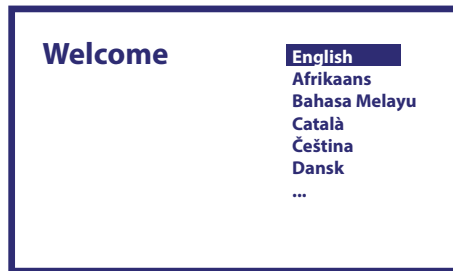 Welcome
English
Afrikaans
Bahasa Melayu
Català
Čeština
Dansk
...